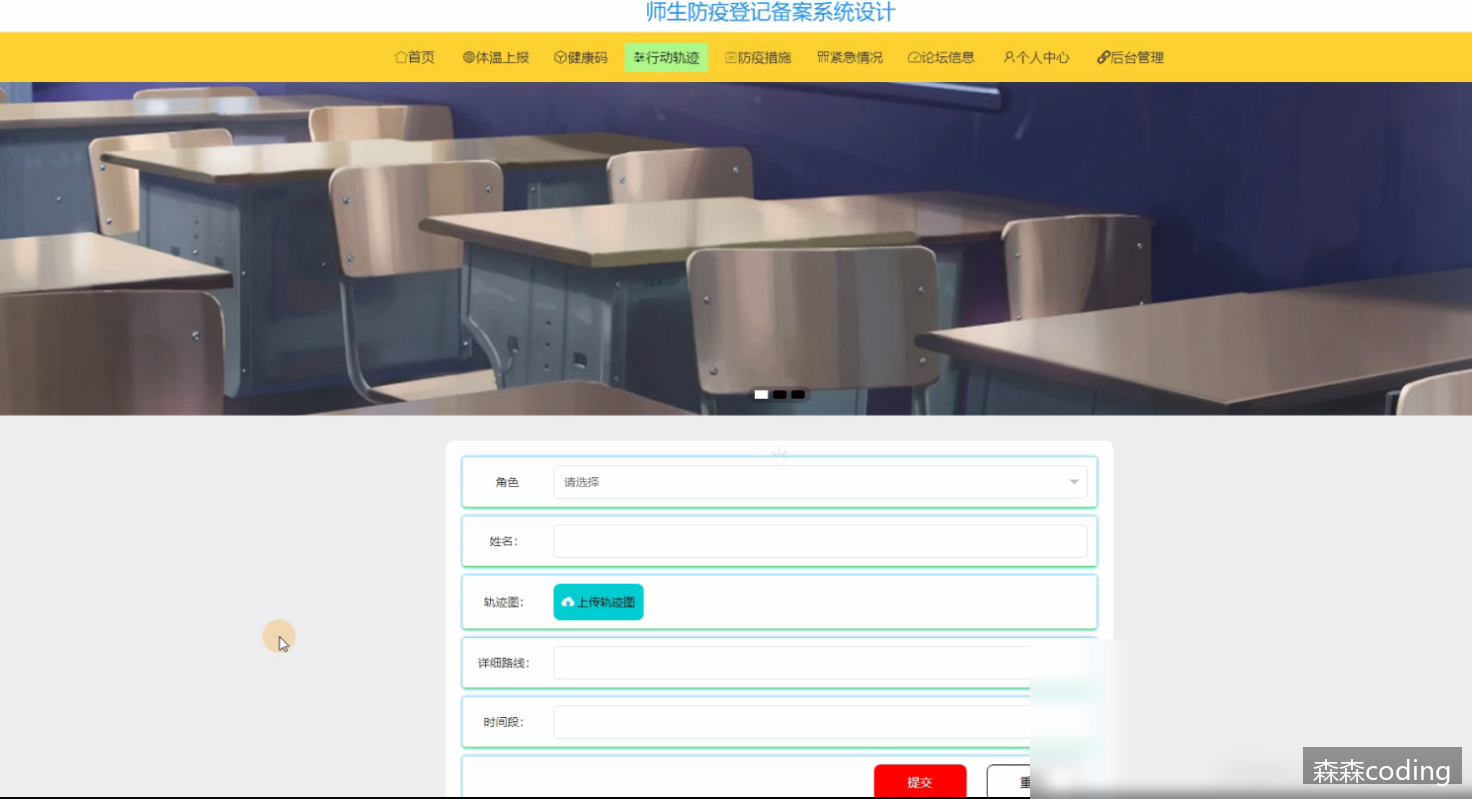 师生防疫登记备案系统设计
首页 体温上报 健康码 行动轨迹 防疫措施 紧急情况 论坛信息 个人中心 后台管理
角色 请选择
姓名：
轨迹图： 上传轨迹图
详细路线：
时间段：
提交
森森coding